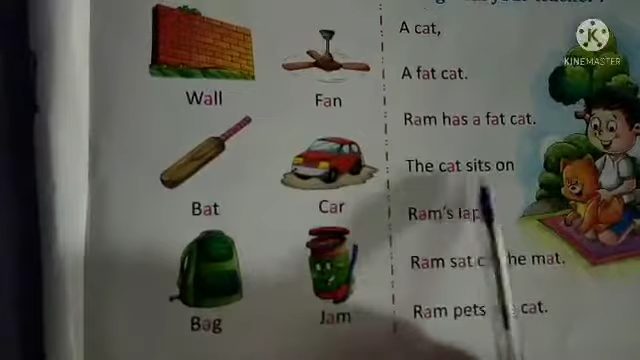 A cat,
A fat cat.
Ram has a fat cat.
The cat sits on
Ram's lap
Ram sat he mat.
Ram pets cat.
Wall
Fan
Bat
Car
Bag
Jam
K
KINEMASTER